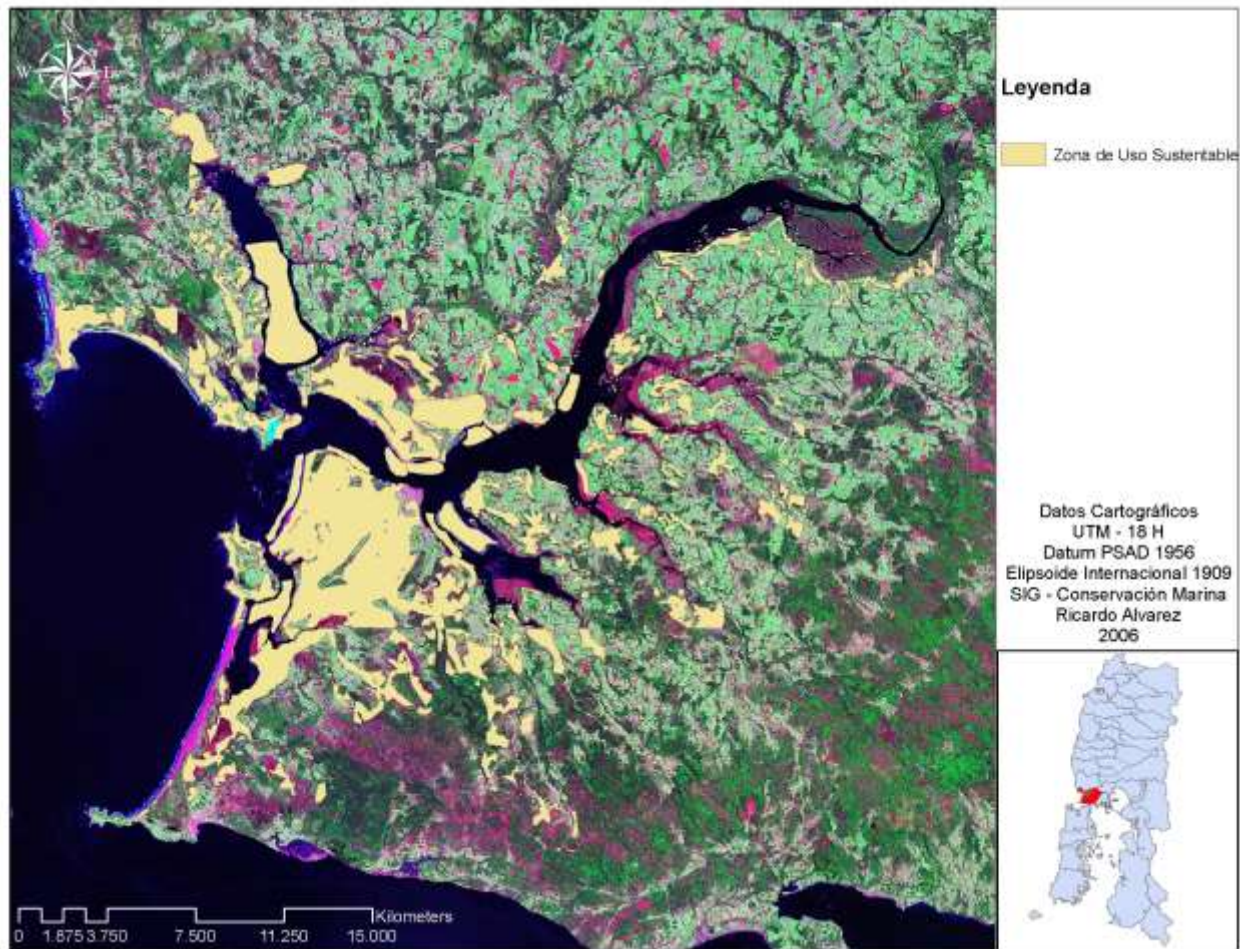 W E
S
Leyenda
Zona de Uso Sustentable
Datos Cartográficos
UTM - 18 H
Datum PSAD 1956
Elipsoide Internacional 1909
SIG - Conservación Marina
Ricardo Alvarez
2006
Kilometers
0 1.875 3.750 7.500 11.250 15.000